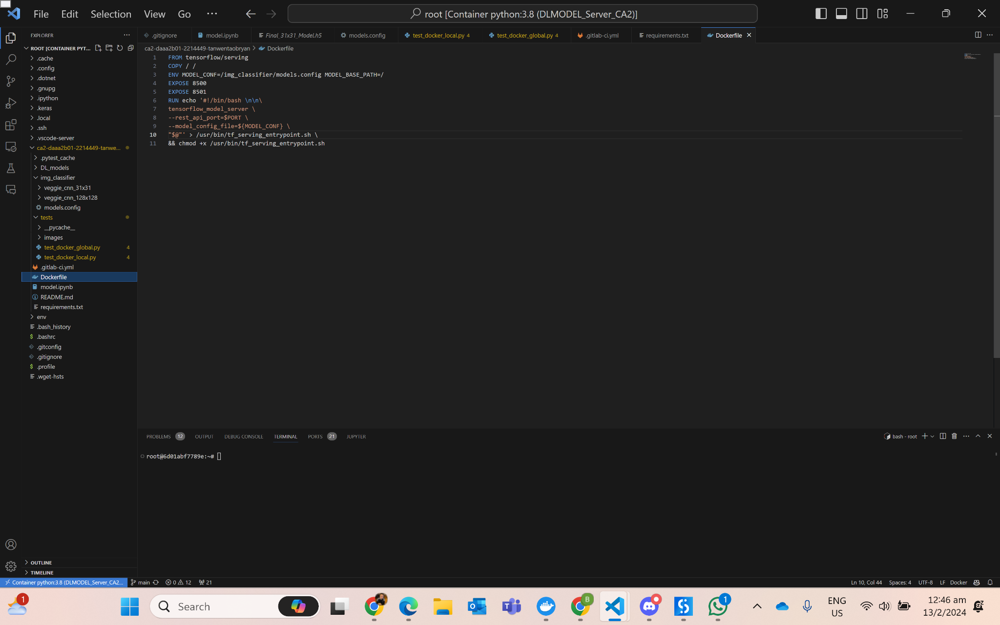 File Edit Selection View Go ···
root [Container python:3.8 (DLMODEL_Server_CA2)]
EXPLORER
ROOT [CONTAINER PYT...
.cache
.config
.dotnet
.gnupg
.ipython
.keras
.local
.ssh
.vscode-server
ca2-daaa2b01-2214449-tanwe...
.pytest_cache
DL_models
img_classifier
veggie_cnn_31x31
veggie_cnn_128x128
models.config
tests
__pycache__
images
test_docker_global.py 4
test_docker_local.py 4
.gitlab-ci.yml
Dockerfile
model.ipynb
README.md
requirements.txt
env
.bash_history
.bashrc
.gitconfig
.gitignore
.profile
.wget-hsts
OUTLINE
TIMELINE
.gitignore model.ipynb Final_31x31_Model.h5 models.config test_docker_local.py 4 test_docker_global.py 4 .gitlab-ci.yml requirements.txt Dockerfile
ca2-daaa2b01-2214449-tanwentaobryan > Dockerfile
1 FROM tensorflow/serving
2 COPY / /
3 ENV MODEL_CONF=/img_classifier/models.config MODEL_BASE_PATH=/
4 EXPOSE 8500
5 EXPOSE 8501
6 RUN echo '#!/bin/bash \n\n\
7 tensorflow_model_server \
8 --rest_api_port=$PORT \
9 --model_config_file=${MODEL_CONF} \
10 "$@"' > /usr/bin/tf_serving_entrypoint.sh \
11 && chmod +x /usr/bin/tf_serving_entrypoint.sh
PROBLEMS 12 OUTPUT DEBUG CONSOLE TERMINAL PORTS 21 JUPYTER
bash - root
root@6d01abf7789e:~#
Container python:3.8 (DLMODEL_Server_CA2... main 0 12 21
Ln 10, Col 44 Spaces: 4 UTF-8 LF Docker
1
Search
B
1
ENG
US
12:46 am
13/2/2024